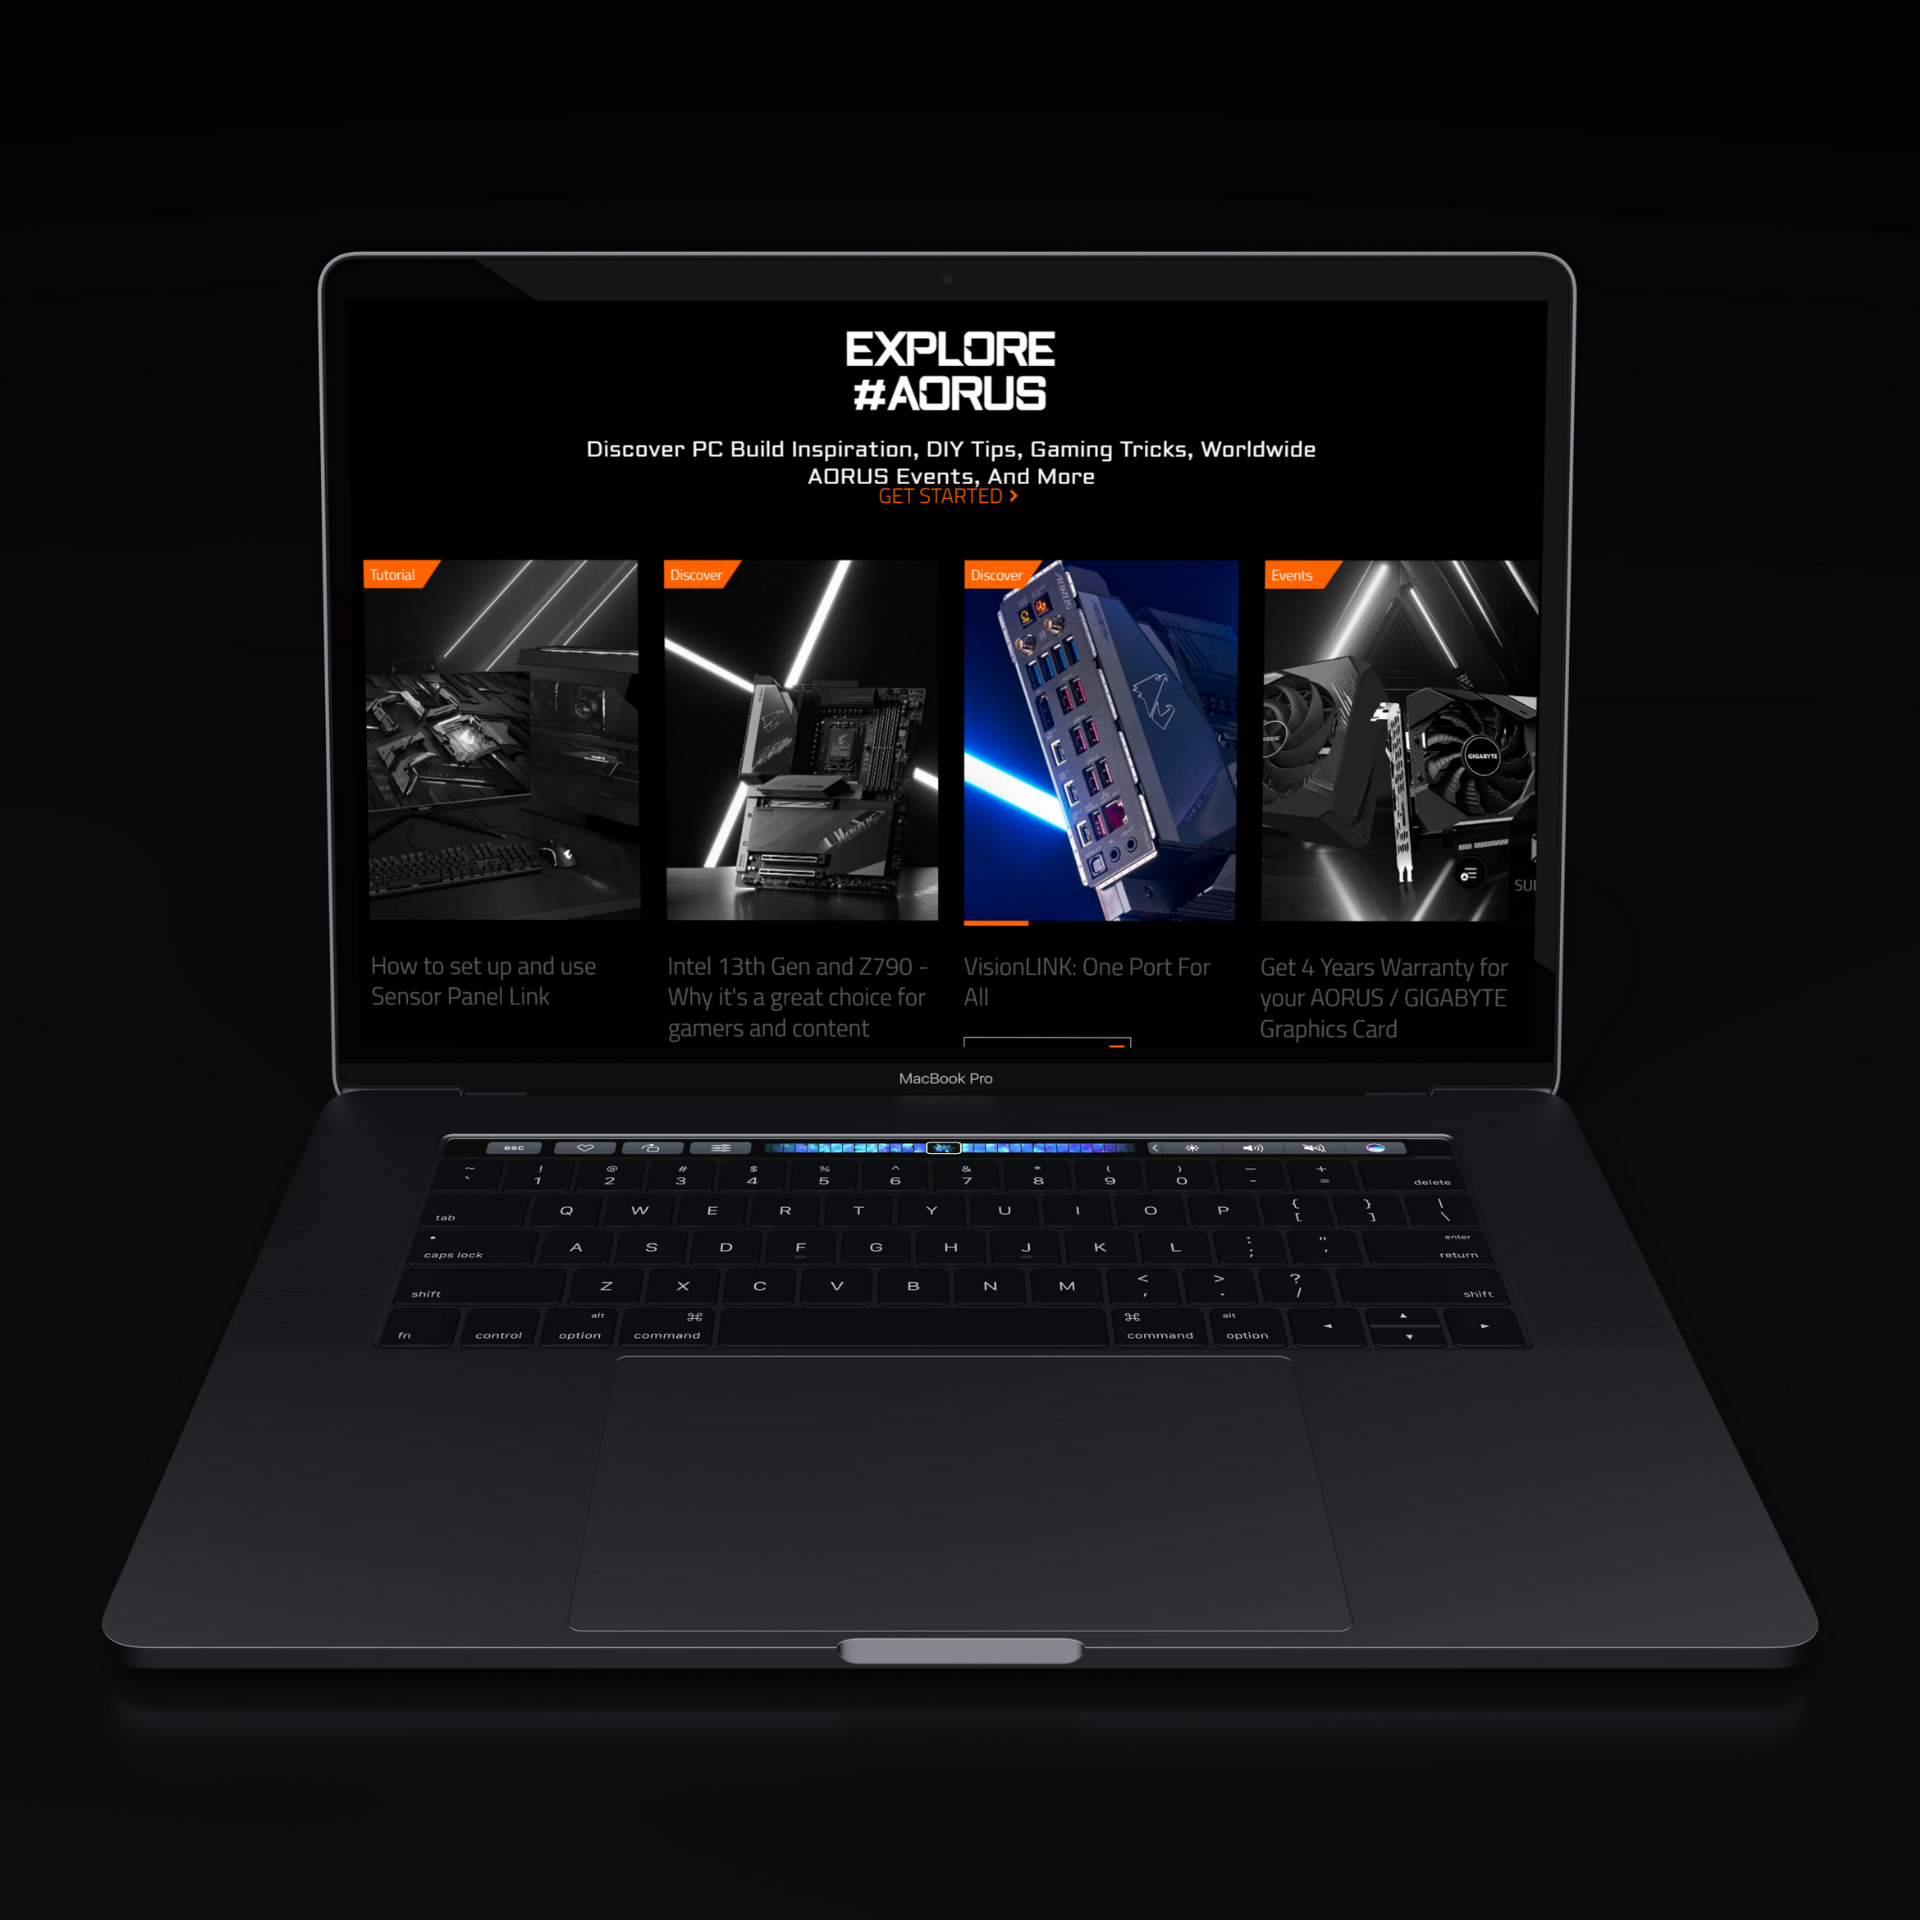 EXPLORE
#AORUS
Discover PC Build Inspiration, DIY Tips, Gaming Tricks, Worldwide
AORUS Events, And More
GET STARTED
Tutorial
Discover
Discover
Events
AORUS
GIGABYTE
How to set up and use
Sensor Panel Link
Intel 13th Gen and Z790 -
Why it's a great choice for
gamers and content
VisionLINK: One Port For
All
Get 4 Years Warranty for
your AORUS / GIGABYTE
Graphics Card
MacBook Pro
esc
~ ! @ # $ % ^ & * ( ) — +
` 1 2 3 4 5 6 7 8 9 0 - = delete
tab Q W E R T Y U I O P { [ } ] | \
caps lock A S D F G H J K L : ; " ' enter return
shift Z X C V B N M < , > . ? / shift
fn control alt option ⌘ command ⌘ command alt option